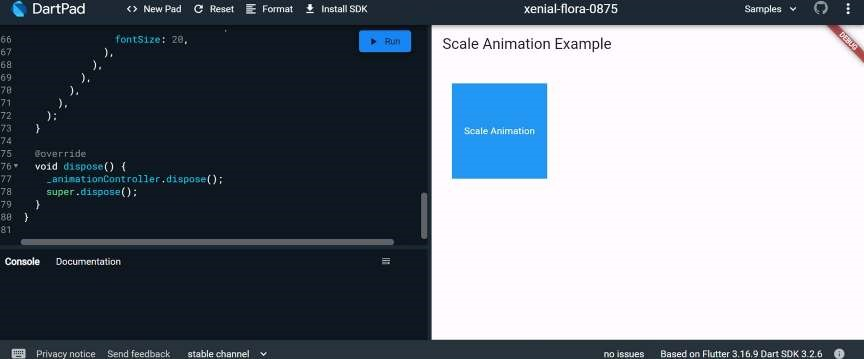 DartPad
<> New Pad Reset Format Install SDK
xenial-flora-0875
Samples
66 fontSize: 20,
67 ),
68 ),
69 ),
70 ),
71 ),
72 );
73 }
74
75 @override
76 void dispose() {
77 _animationController.dispose();
78 super.dispose();
79 }
80 }
81
Run
Console Documentation
Scale Animation Example
DEBUG
Scale Animation
Privacy notice Send feedback stable channel
no issues Based on Flutter 3.16.9 Dart SDK 3.2.6